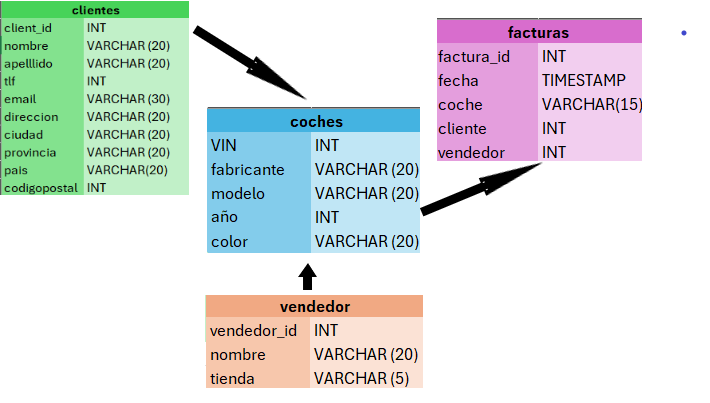 clientes
client_id INT
nombre VARCHAR (20)
apelllido VARCHAR (20)
tlf INT
email VARCHAR (30)
direccion VARCHAR (20)
ciudad VARCHAR (20)
provincia VARCHAR (20)
pais VARCHAR(20)
codigopostal INT
coches
VIN INT
fabricante VARCHAR (20)
modelo VARCHAR (20)
año INT
color VARCHAR (20)
facturas
factura_id INT
fecha TIMESTAMP
coche VARCHAR(15)
cliente INT
vendedor INT
vendedor
vendedor_id INT
nombre VARCHAR (20)
tienda VARCHAR (5)